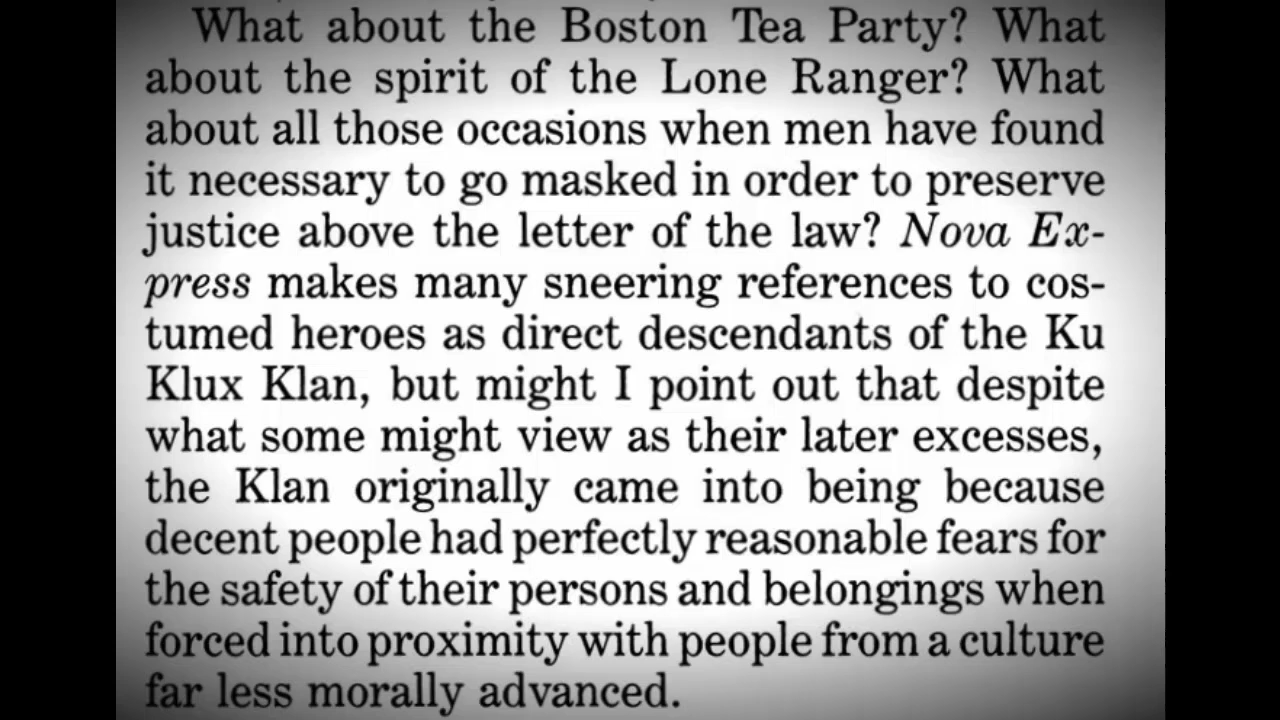 What about the Boston Tea Party? What
about the spirit of the Lone Ranger? What
about all those occasions when men have found
it necessary to go masked in order to preserve
justice above the letter of the law? Nova Ex-
press makes many sneering references to cos-
tumed heroes as direct descendants of the Ku
Klux Klan, but might I point out that despite
what some might view as their later excesses,
the Klan originally came into being because
decent people had perfectly reasonable fears for
the safety of their persons and belongings when
forced into proximity with people from a culture
far less morally advanced.